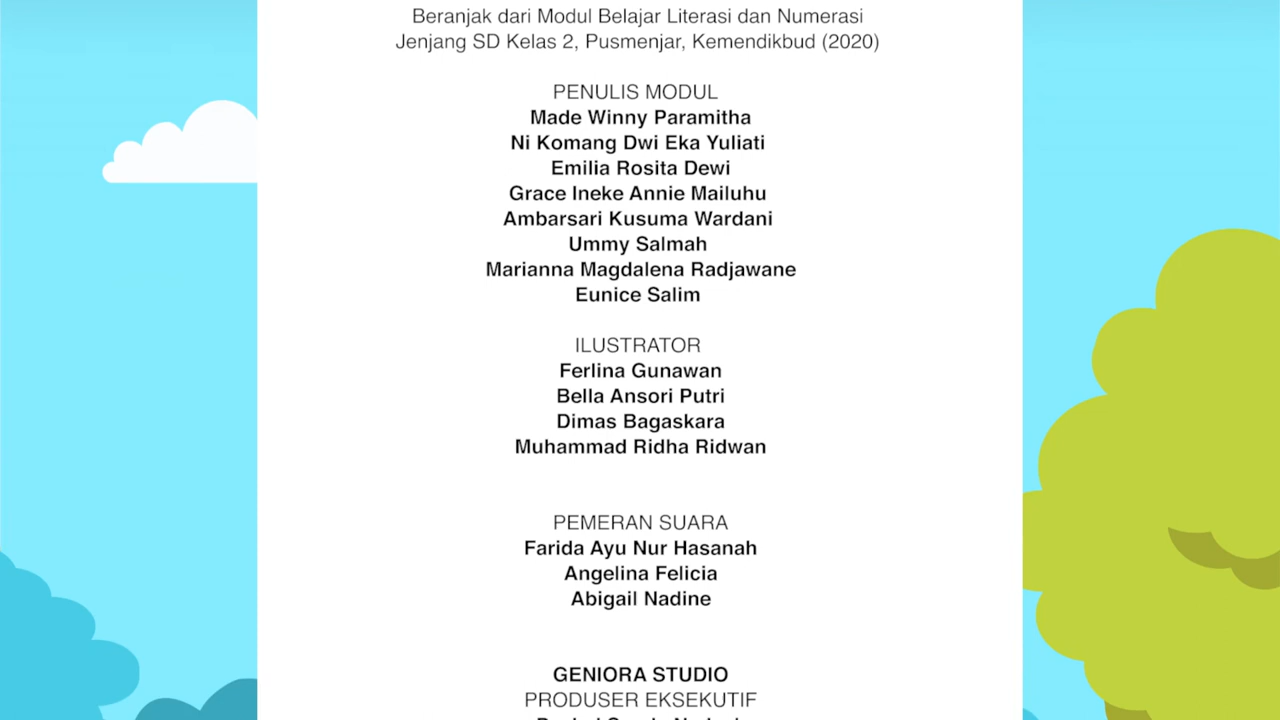 Beranjak dari Modul Belajar Literasi dan Numerasi
Jenjang SD Kelas 2, Pusmenjar, Kemendikbud (2020)
PENULIS MODUL
Made Winny Paramitha
Ni Komang Dwi Eka Yuliati
Emilia Rosita Dewi
Grace Ineke Annie Mailuhu
Ambarsari Kusuma Wardani
Ummy Salmah
Marianna Magdalena Radjawane
Eunice Salim
ILUSTRATOR
Ferlina Gunawan
Bella Ansori Putri
Dimas Bagaskara
Muhammad Ridha Ridwan
PEMERAN SUARA
Farida Ayu Nur Hasanah
Angelina Felicia
Abigail Nadine
GENIORA STUDIO
PRODUSER EKSEKUTIF